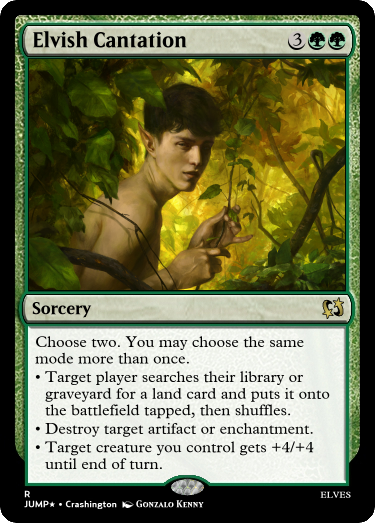 Elvish Cantation 3
Sorcery
Choose two. You may choose the same
mode more than once.
• Target player searches their library or
graveyard for a land card and puts it onto
the battlefield tapped, then shuffles.
• Destroy target artifact or enchantment.
• Target creature you control gets +4/+4
until end of turn.
R
ELVES
JUMP★ • Crashington Gonzalo Kenny